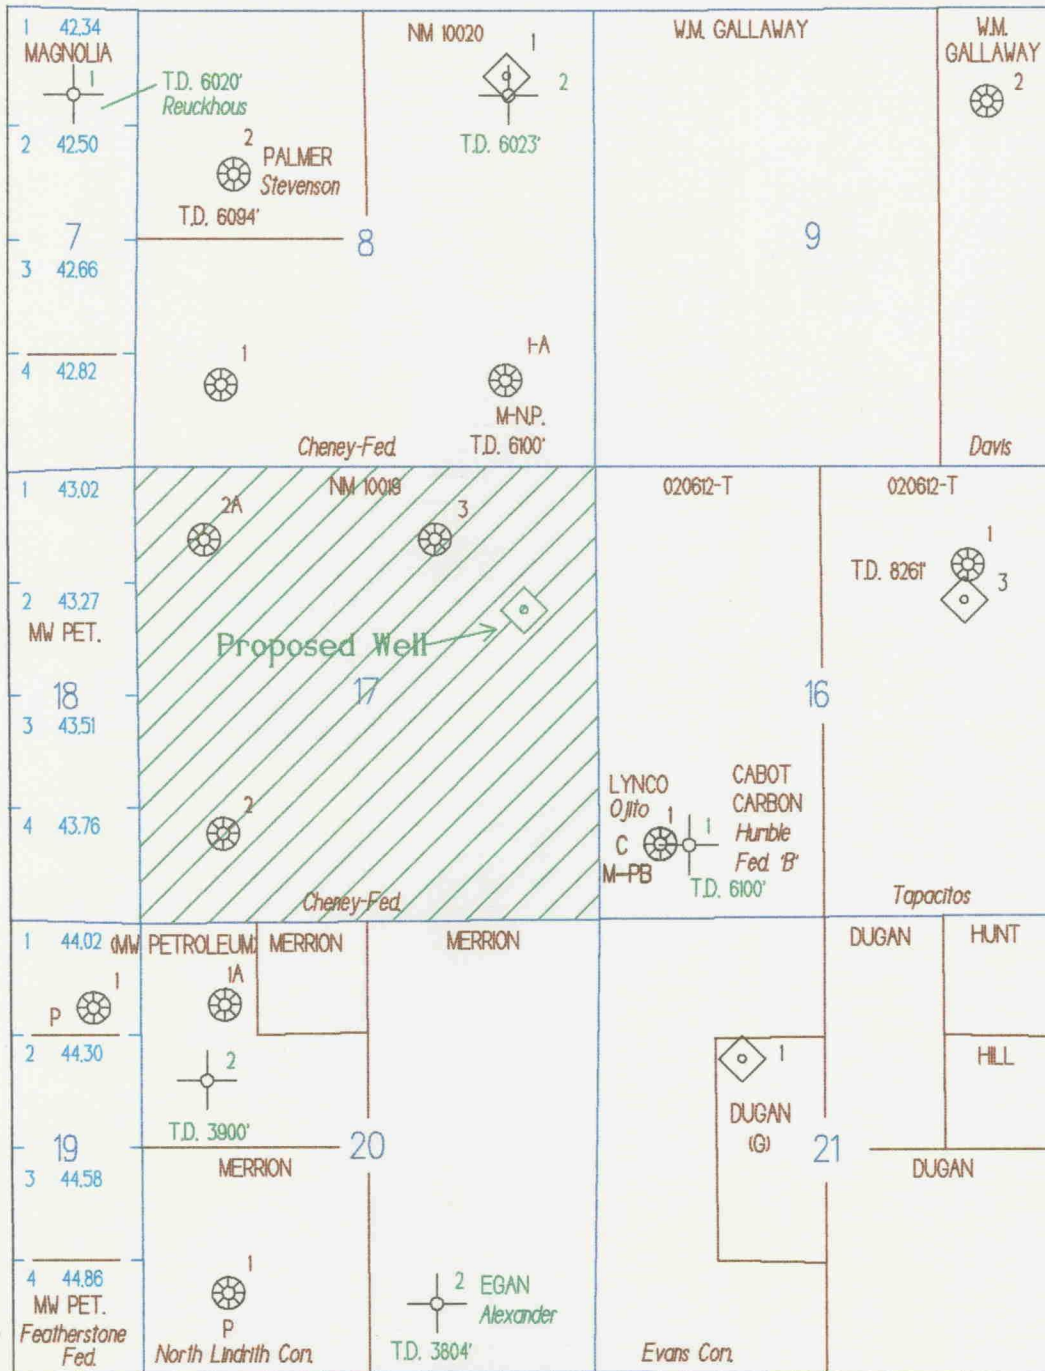 1 42.34
MAGNOLIA
1
T.D. 6020'
Reuckhous
2 42.50
7
3 42.66
4 42.82
NM 10020
1
2
T.D. 6023'
2
PALMER
Stevenson
T.D. 6094'
8
1
1-A
M-N.P.
T.D. 6100'
Cheney-Fed.
W.M. GALLAWAY
9
W.M.
GALLAWAY
2
Davis
1 43.02
2 43.27
MW PET.
18
3 43.51
4 43.76
NM 10019
2A
3
Proposed Well
17
2
Cheney-Fed.
020612-T
020612-T
1
T.D. 8261'
3
16
LYNCO
Ojito
1
C
M-PB
1
T.D. 6100'
CABOT
CARBON
Humble
Fed. 'B'
Tapacitos
1 44.02
(MW PETROLEUM)
1
P
2 44.30
19
3 44.58
4 44.86
MW PET.
Featherstone
Fed.
1A
MERRION
MERRION
2
T.D. 3900'
20
MERRION
1
P
North Lindrith Con.
2
EGAN
Alexander
T.D. 3804'
DUGAN
HUNT
HILL
1
DUGAN
(G)
21
DUGAN
Evans Con.